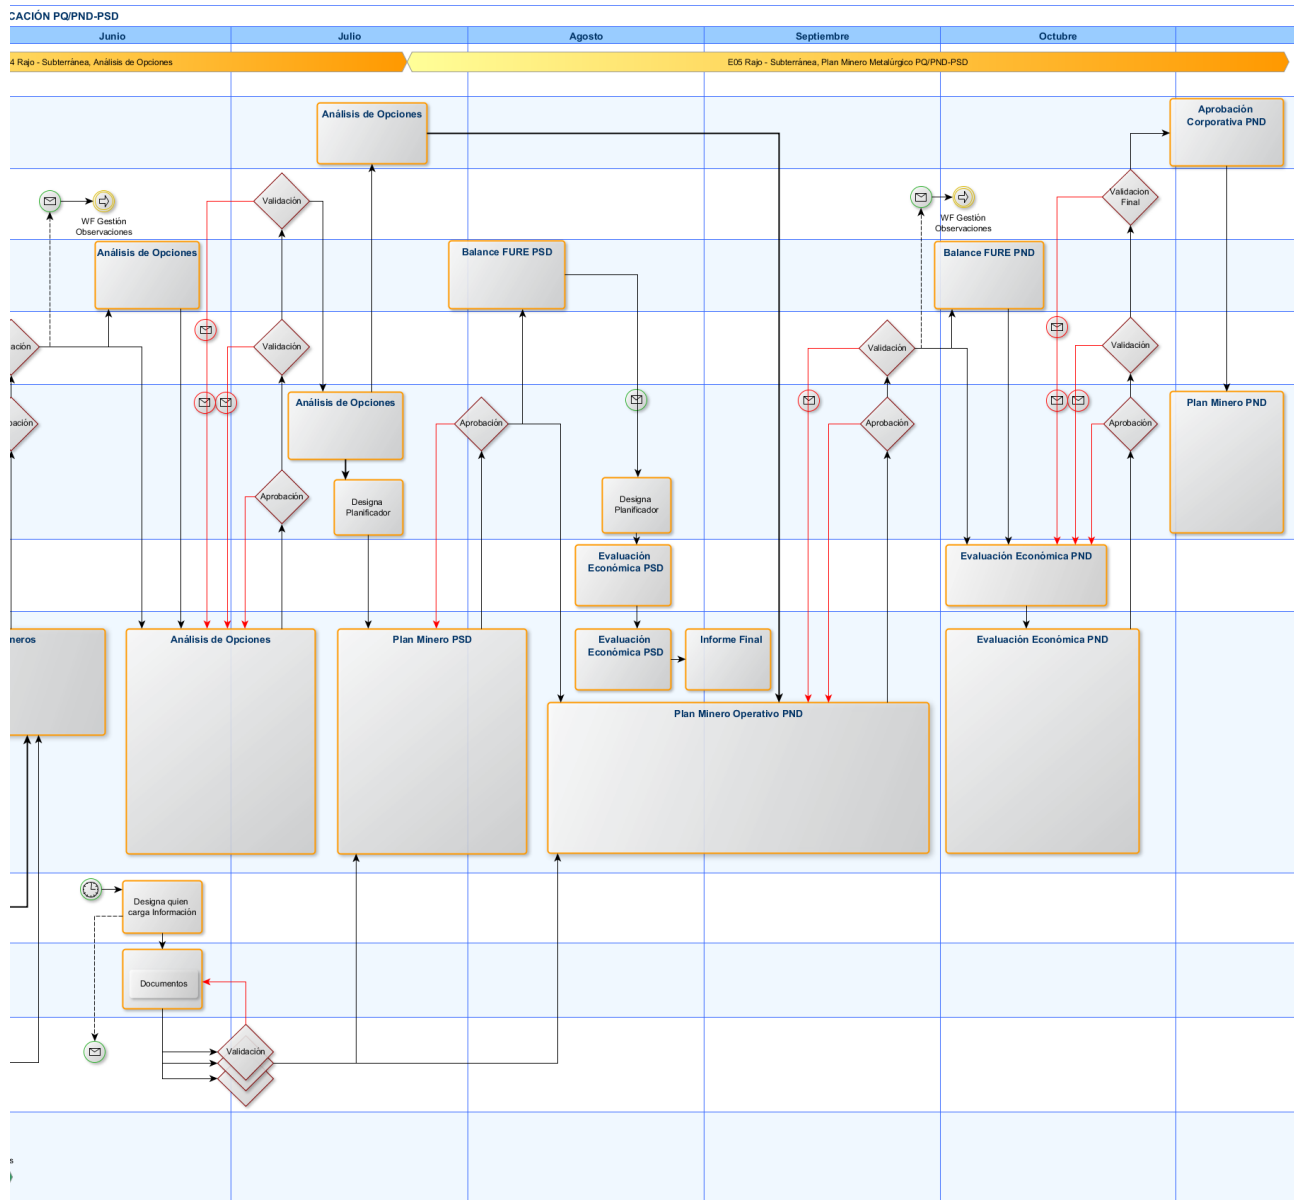 CACIÓN PQ/PND-PSD
Junio
Julio
Agosto
Septiembre
Octubre
4 Rajo - Subterránea, Análisis de Opciones
E05 Rajo - Subterránea, Plan Minero Metalúrgico PQ/PND-PSD
Análisis de Opciones
Aprobación
Corporativa PND
Validación
Validacion
Final
WF Gestión
Observaciones
WF Gestión
Observaciones
Análisis de Opciones
Balance FURE PSD
Balance FURE PND
ación
Validación
Validación
Validación
Análisis de Opciones
Plan Minero PND
bación
Aprobación
Aprobación
Aprobación
Aprobación
Designa
Planificador
Designa
Planificador
Evaluación
Económica PSD
Evaluación Económica PND
neros
Análisis de Opciones
Plan Minero PSD
Evaluación
Económica PSD
Informe Final
Evaluación Económica PND
Plan Minero Operativo PND
Designa quien
carga Información
Documentos
Validación
s